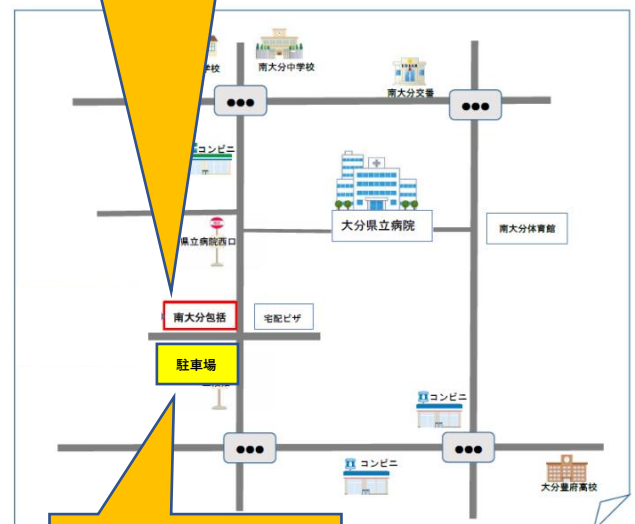 学校
南大分中学校
南大分交番
コンビニ
大分県立病院
南大分体育館
県立病院西口
南大分包括
宅配ピザ
駐車場
コンビニ
コンビニ
大分豊府高校